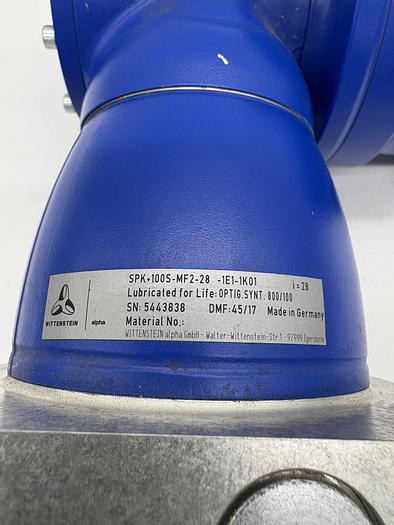 SPK+100S-MF2-28 -1E1-1K01 i = 28
Lubricated for Life: OPTIG.SYNT. 800/100
SN: 5443838 DMF: 45/17 Made in Germany
Material No.:
WITTENSTEIN alpha GmbH - Walter-Wittenstein-Str.1 - 97999 Igersheim
WITTENSTEIN alpha